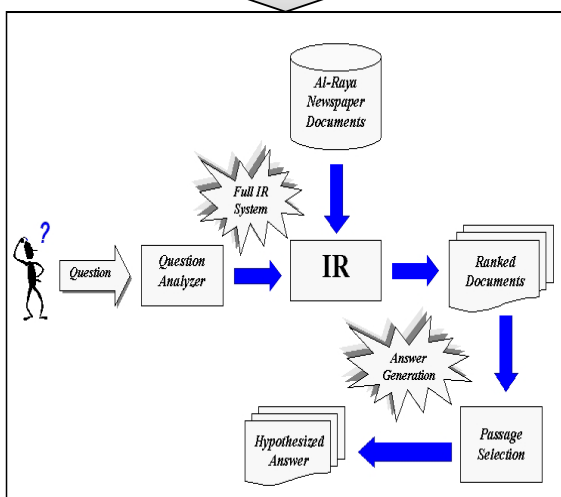 Al-Raya
Newspaper
Documents
Full IR
System
?
Question
Question
Analyzer
IR
Ranked
Documents
Answer
Generation
Hypothesized
Answer
Passage
Selection